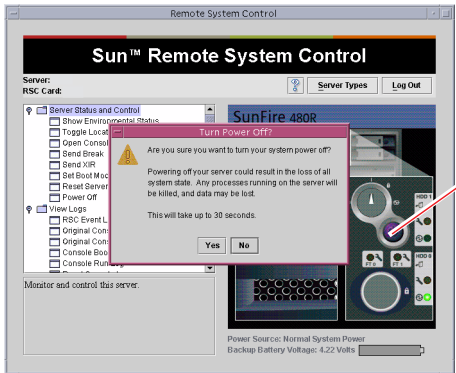 Remote System Control
Sun™ Remote System Control
Server:
RSC Card:
Server Types
Log Out
Server Status and Control
Show Environmental Status
Toggle Locat
Open Consol
Send Break
Send XIR
Set Boot Moc
Reset Server
Power Off
View Logs
RSC Event L
Original Cons
Original Cons
Console Boo
Console Run Log
SunFire 480R
Turn Power Off?
Are you sure you want to turn your system power off?
Powering off your server could result in the loss of all
system state. Any processes running on the server will
be killed, and data may be lost.
This will take up to 30 seconds.
Yes
No
HDD 1
HDD 0
FT 0
FT 1
Monitor and control this server.
Power Source: Normal System Power
Backup Battery Voltage: 4.22 Volts